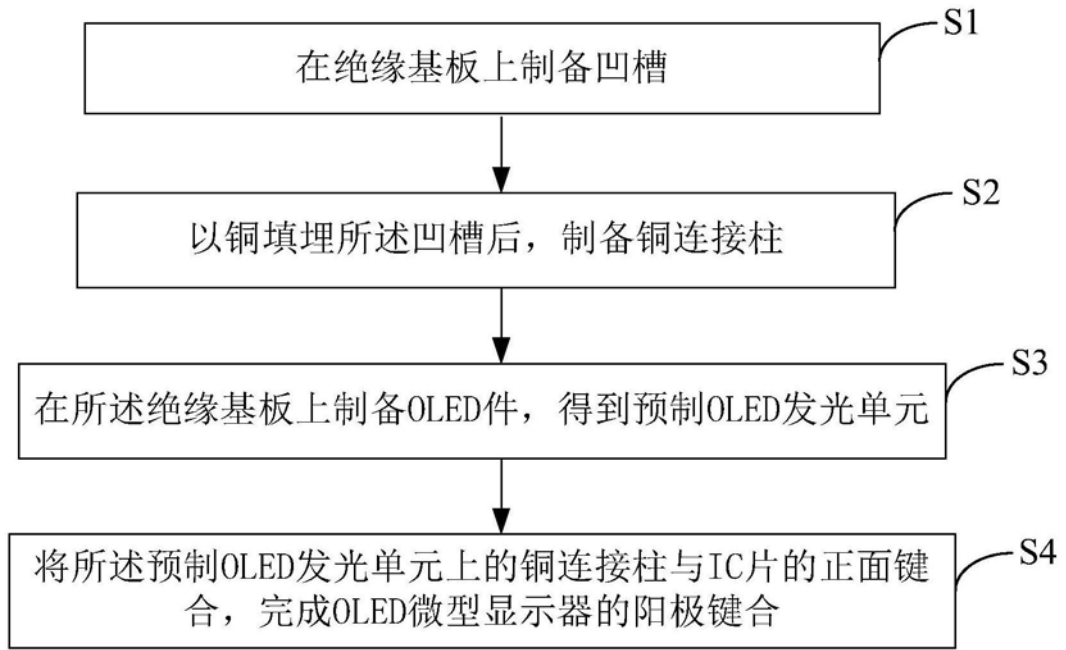 在绝缘基板上制备凹槽
S1
以铜填埋所述凹槽后，制备铜连接柱
S2
在所述绝缘基板上制备OLED件，得到预制OLED发光单元
S3
将所述预制OLED发光单元上的铜连接柱与IC片的正面键
合，完成OLED微型显示器的阳极键合
S4